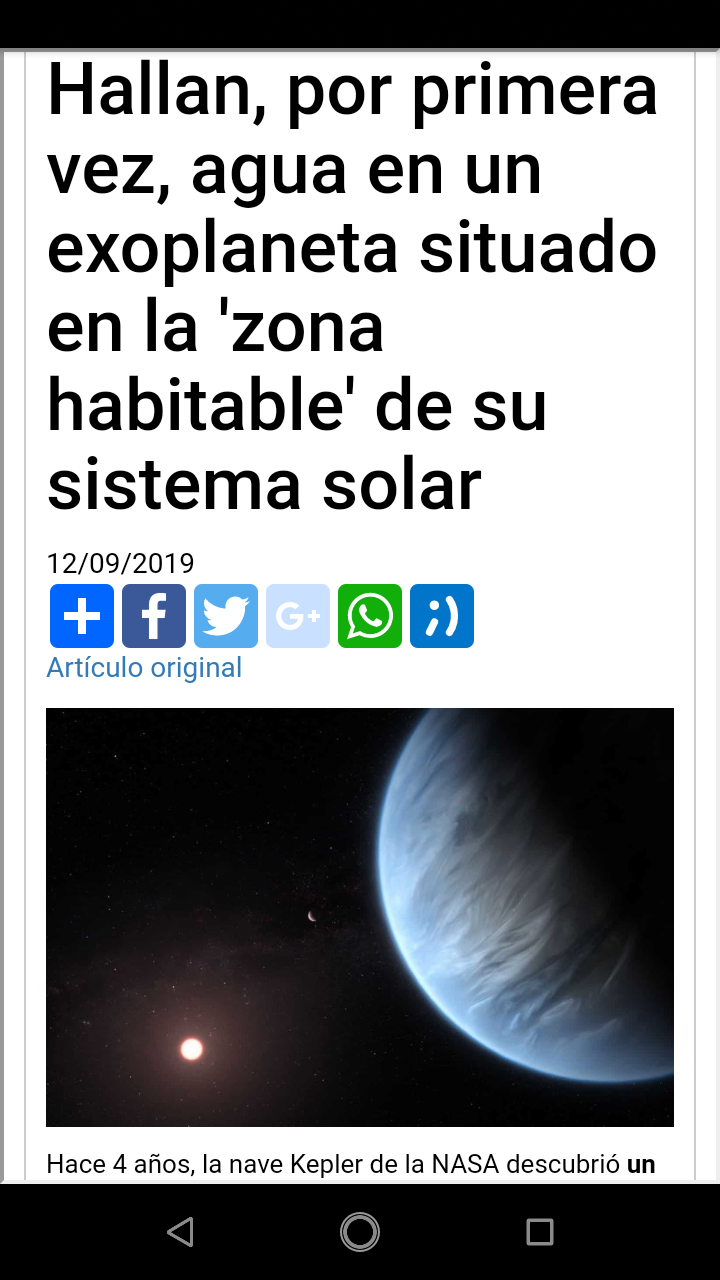 Hallan, por primera
vez, agua en un
exoplaneta situado
en la 'zona
habitable' de su
sistema solar
12/09/2019
G+
Artículo original
Hace 4 años, la nave Kepler de la NASA descubrió un